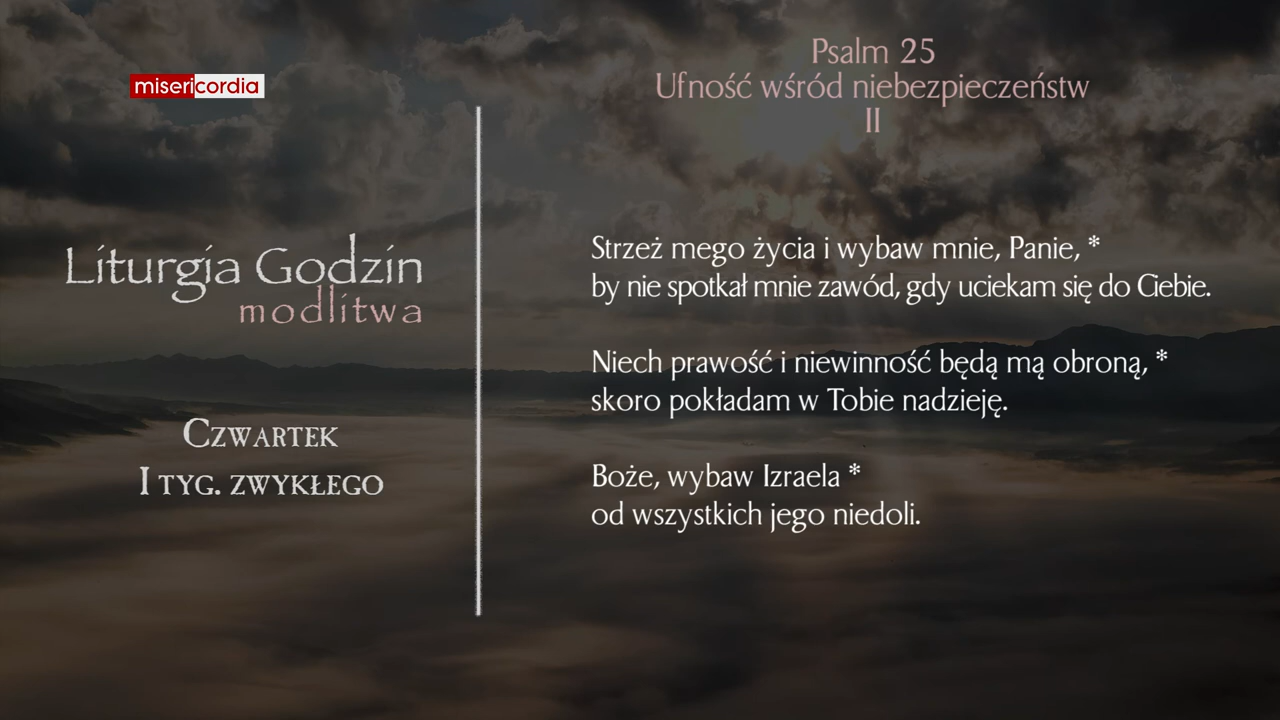 misericordia
Liturgia Godzin
modlitwa
Czwartek
I tyg. zwykłego
Psalm 25
Ufność wśród niebezpieczeństw
II
Strzeż mego życia i wybaw mnie, Panie, *
by nie spotkał mnie zawód, gdy uciekam się do Ciebie.
Niech prawość i niewinność będą mą obroną, *
skoro pokładam w Tobie nadzieję.
Boże, wybaw Izraela *
od wszystkich jego niedoli.